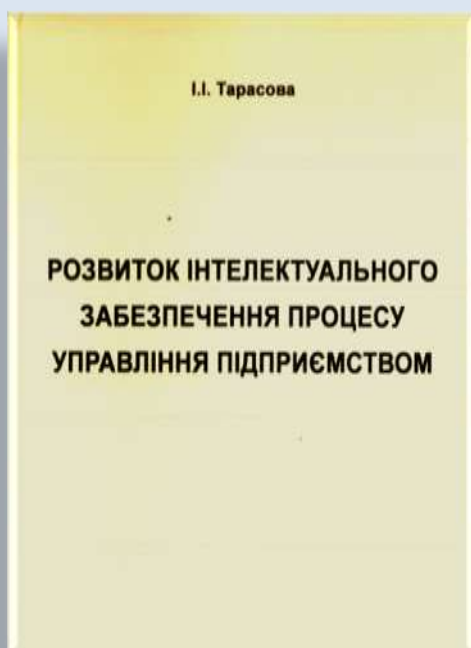 І.І. Тарасова
РОЗВИТОК ІНТЕЛЕКТУАЛЬНОГО
ЗАБЕЗПЕЧЕННЯ ПРОЦЕСУ
УПРАВЛІННЯ ПІДПРИЄМСТВОМ